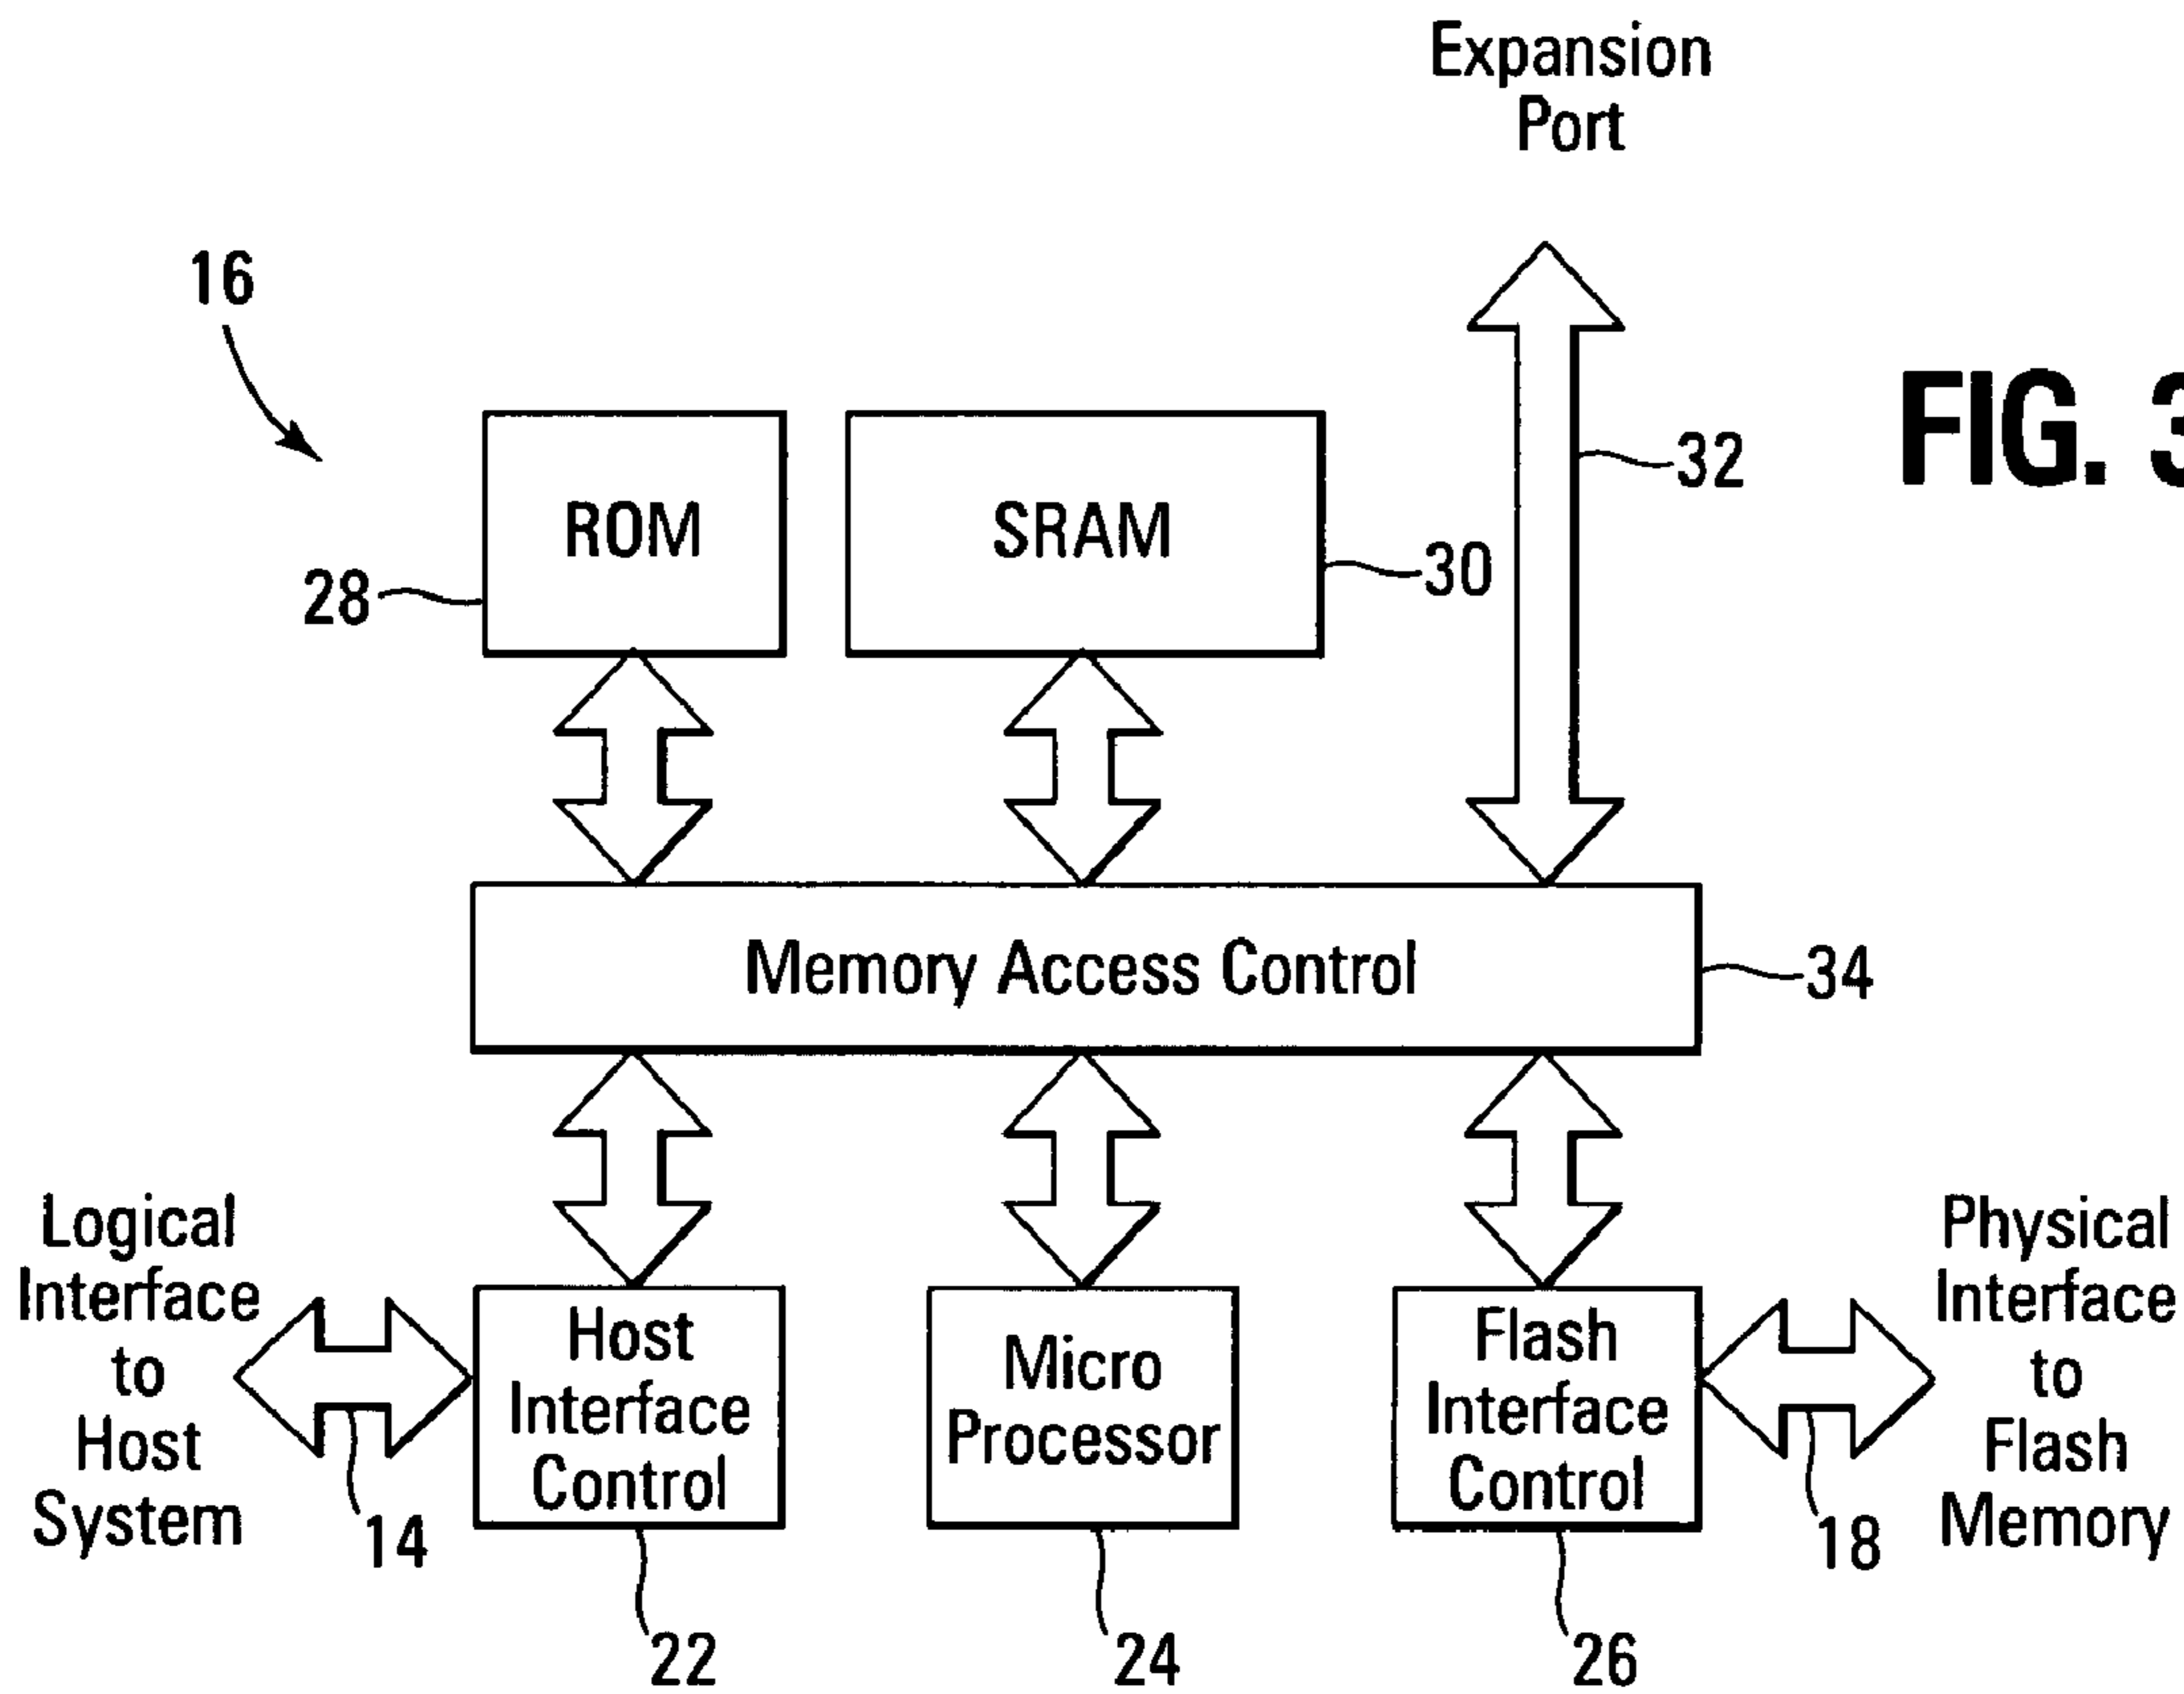 Expansion
Port
16
FIG. 3
32
ROM
SRAM
30
28
Memory Access Control
34
Logical
Interface
to
Host
System
14
Host
Interface
Control
22
Micro
Processor
24
Flash
Interface
Control
26
18
Physical
Interface
to
Flash
Memory